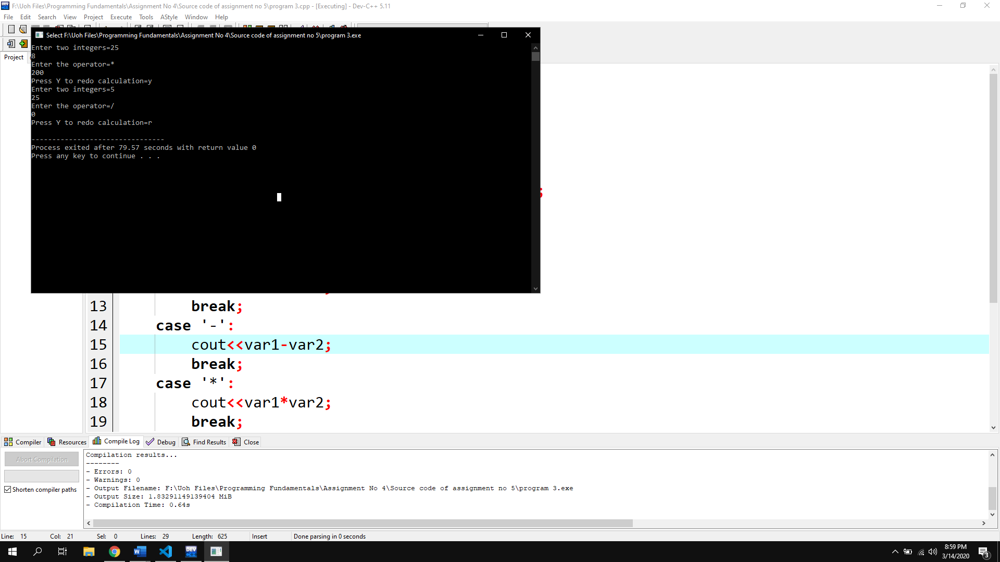 F:\Uoh Files\Programming Fundamentals\Assignment No 4\Source code of assignment no 5\program 3.cpp - [Executing] - Dev-C++ 5.11
File Edit Search View Project Execute Tools AStyle Window Help
Select F:\Uoh Files\Programming Fundamentals\Assignment No 4\Source code of assignment no 5\program 3.exe
Enter two integers=25
8
Enter the operator=*
200
Press Y to redo calculation=y
Enter two integers=5
25
Enter the operator=/
0
Press Y to redo calculation=r
--------------------------------
Process exited after 79.57 seconds with return value 0
Press any key to continue . . .
Project
;
13 break;
14 case '-':
15 cout<<var1-var2;
16 break;
17 case '*':
18 cout<<var1*var2;
19 break;
Compiler Resources Compile Log Debug Find Results Close
Abort Compilation
Shorten compiler paths
Compilation results...
--------
- Errors: 0
- Warnings: 0
- Output Filename: F:\Uoh Files\Programming Fundamentals\Assignment No 4\Source code of assignment no 5\program 3.exe
- Output Size: 1.83291149139404 MiB
- Compilation Time: 0.64s
Line: 15 Col: 21 Sel: 0 Lines: 29 Length: 625 Insert Done parsing in 0 seconds
DEV
8:59 PM
3/14/2020
3